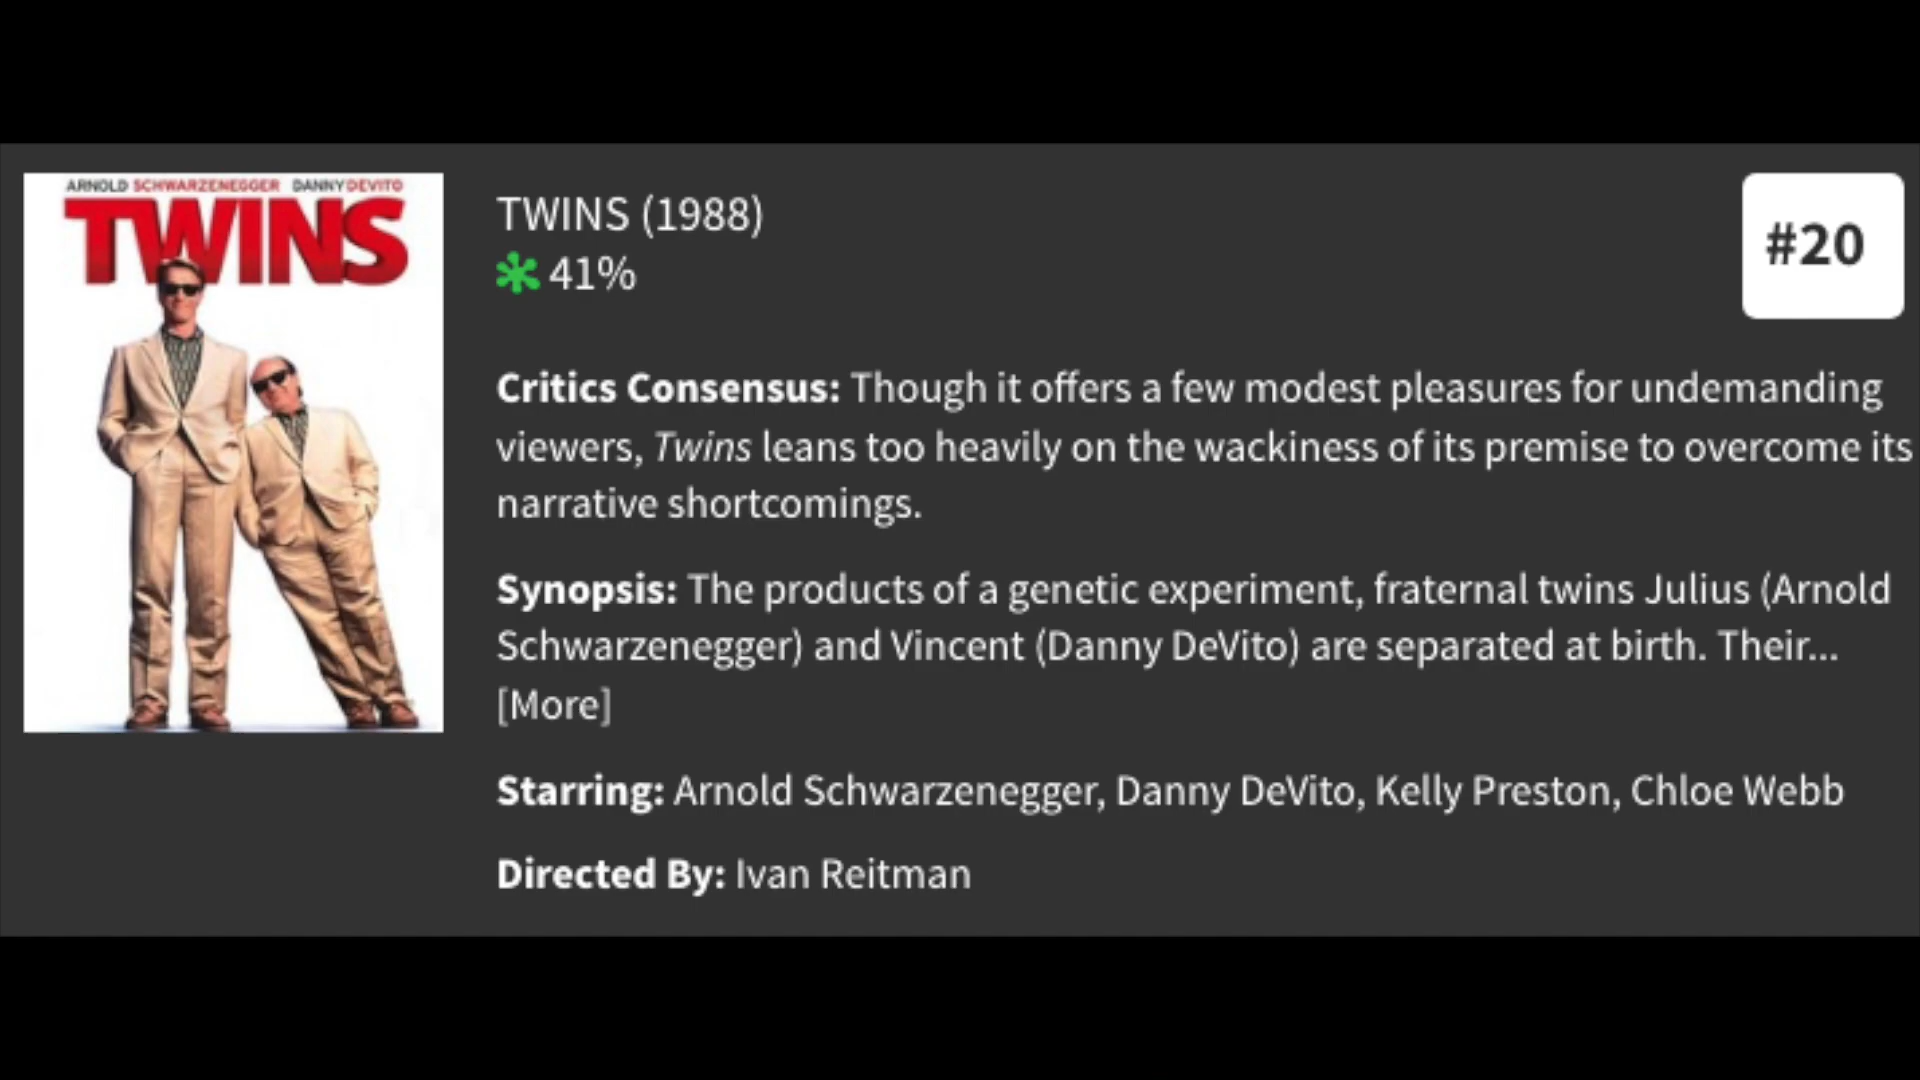 ARNOLD SCHWARZENEGGER DANNY DEVITO
TWINS
TWINS (1988)
41%
#20
Critics Consensus: Though it offers a few modest pleasures for undemanding
viewers, Twins leans too heavily on the wackiness of its premise to overcome its
narrative shortcomings.
Synopsis: The products of a genetic experiment, fraternal twins Julius (Arnold
Schwarzenegger) and Vincent (Danny DeVito) are separated at birth. Their...
[More]
Starring: Arnold Schwarzenegger, Danny DeVito, Kelly Preston, Chloe Webb
Directed By: Ivan Reitman